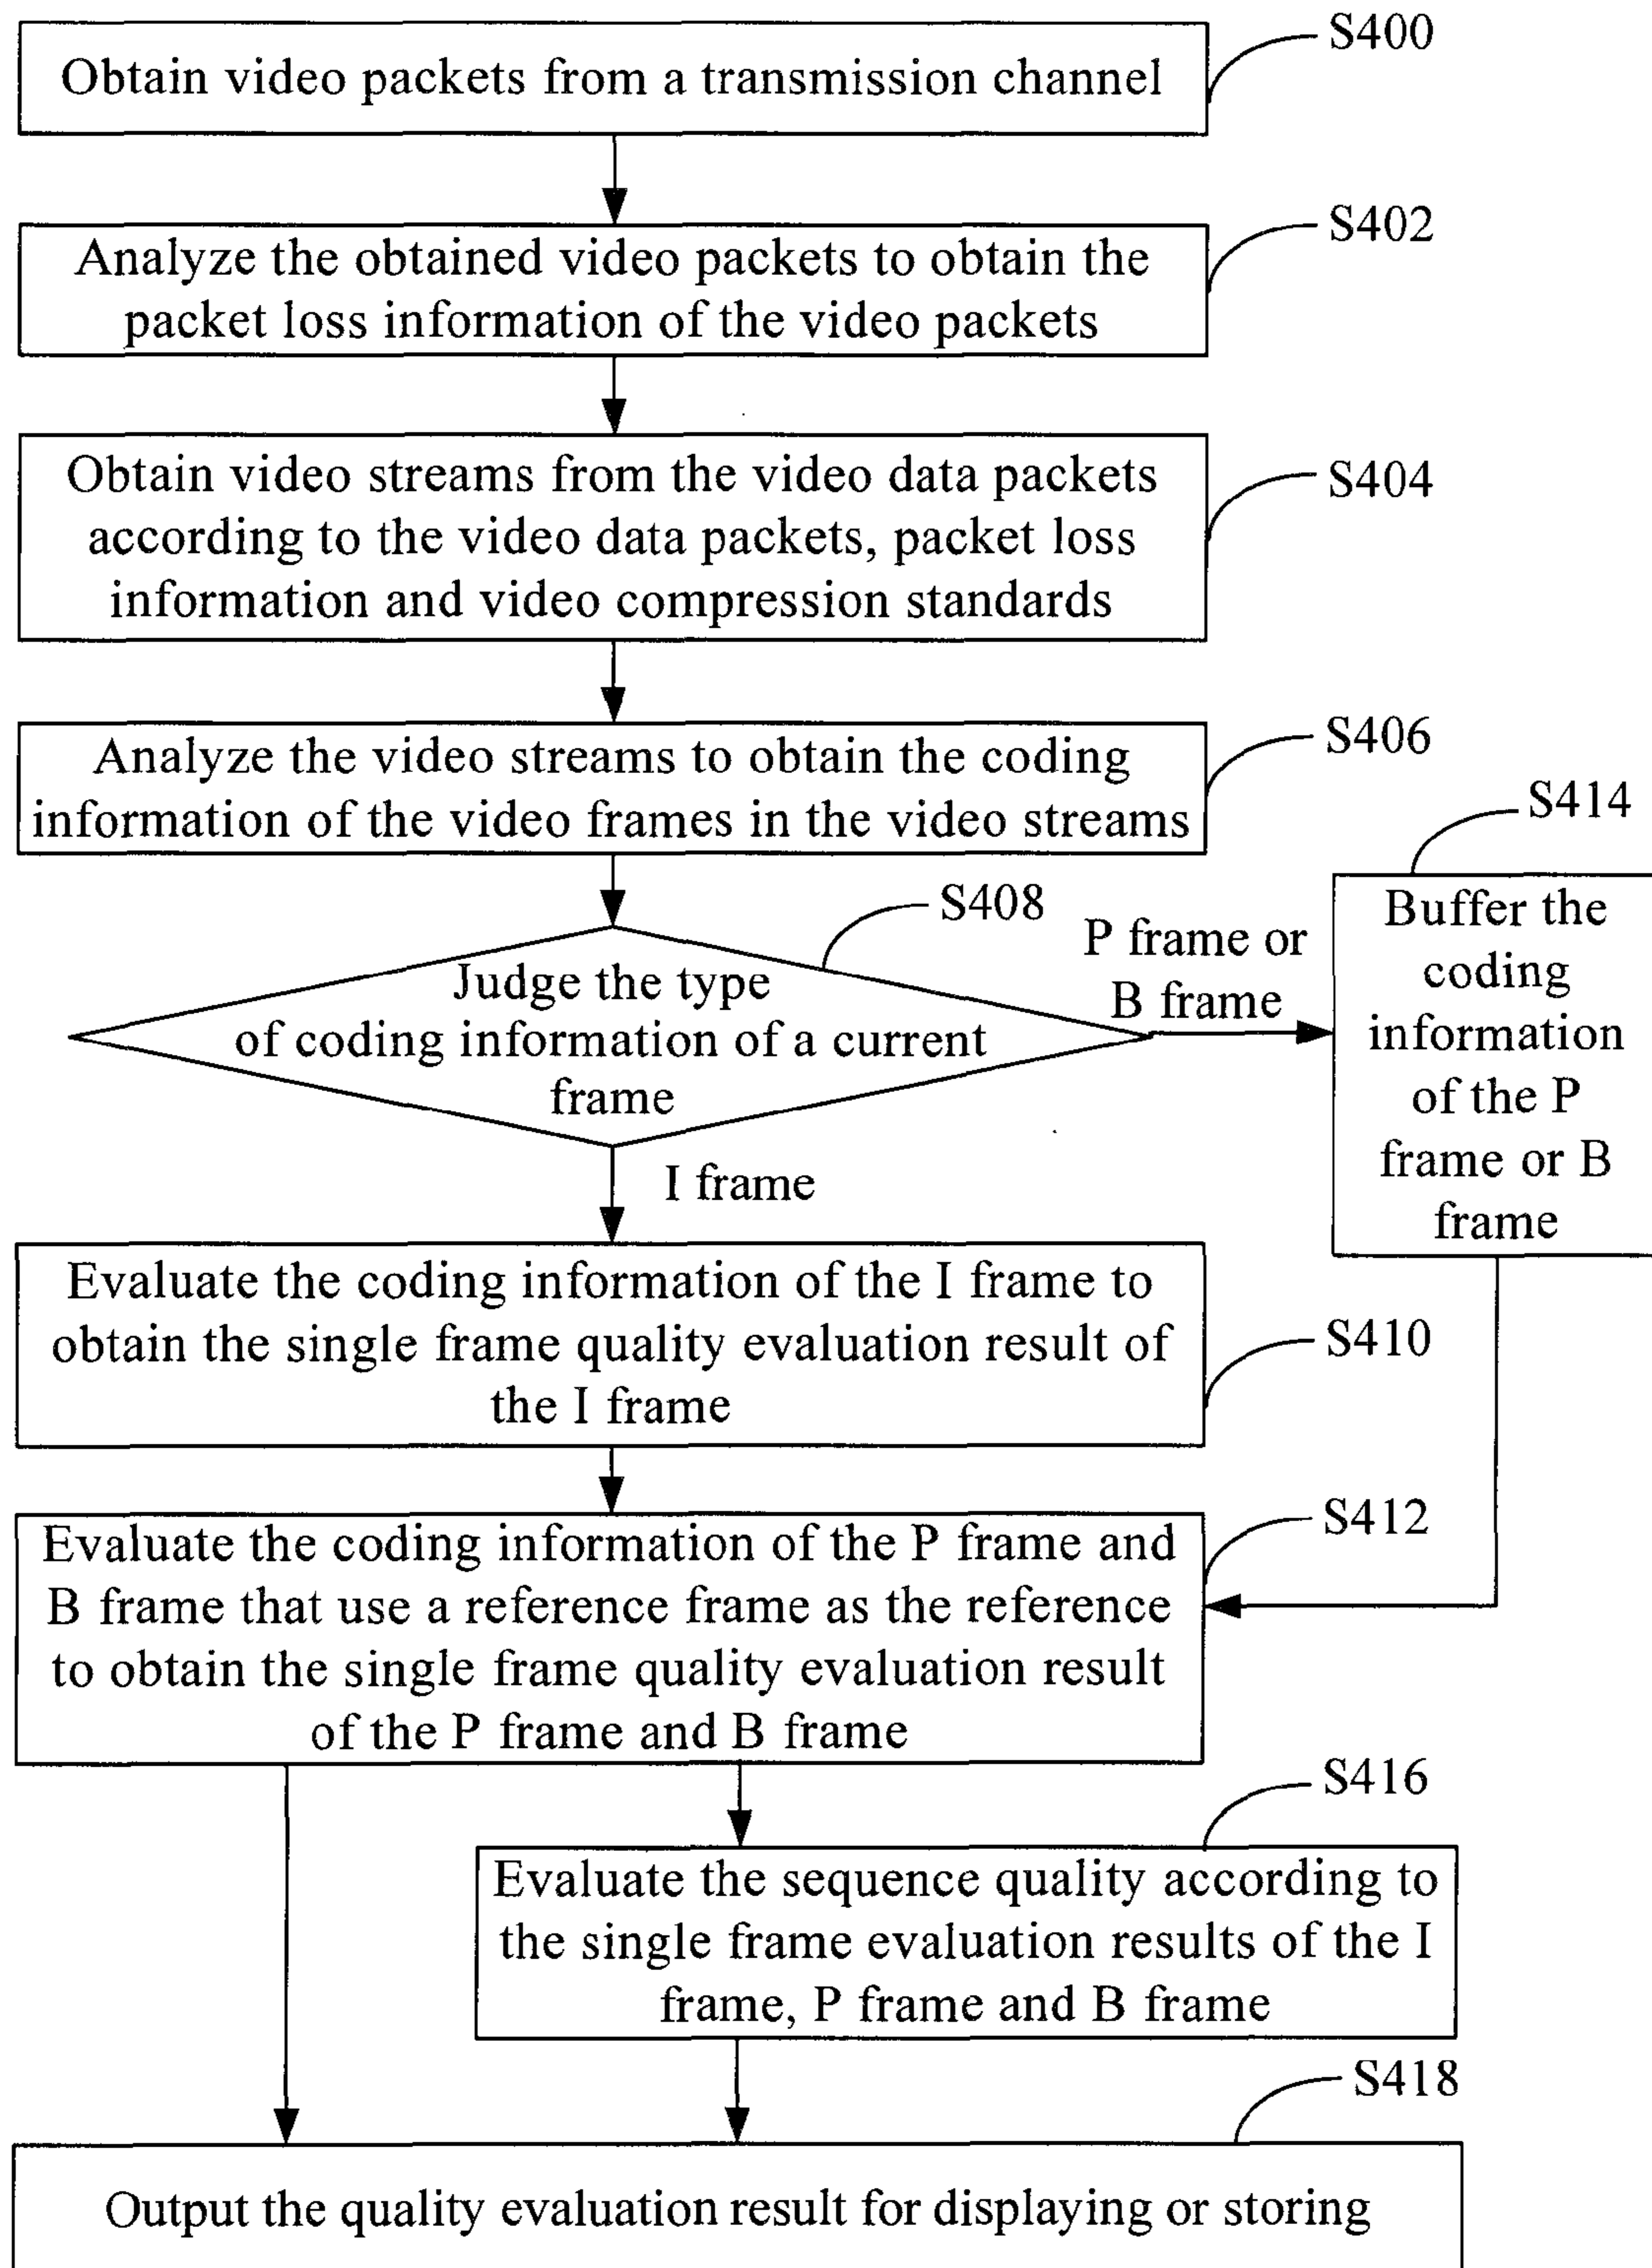 S400
Obtain video packets from a transmission channel
S402
Analyze the obtained video packets to obtain the
packet loss information of the video packets
S404
Obtain video streams from the video data packets
according to the video data packets, packet loss
information and video compression standards
S406
Analyze the video streams to obtain the coding
information of the video frames in the video streams
S414
Buffer the
coding
information
of the P
frame or B
frame
S408
P frame or
B frame
Judge the type
of coding information of a current
frame
I frame
Evaluate the coding information of the I frame to
obtain the single frame quality evaluation result of
the I frame
S410
S412
Evaluate the coding information of the P frame and
B frame that use a reference frame as the reference
to obtain the single frame quality evaluation result
of the P frame and B frame
S416
Evaluate the sequence quality according to
the single frame evaluation results of the I
frame, P frame and B frame
S418
Output the quality evaluation result for displaying or storing